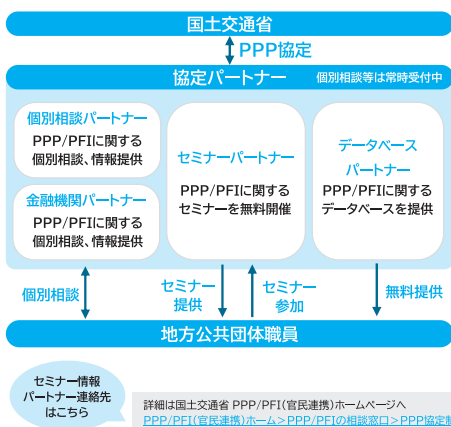 国土交通省
PPP協定
協定パートナー
個別相談等は常時受付中
個別相談パートナー
PPP/PFIに関する
個別相談、情報提供
金融機関パートナー
PPP/PFIに関する
個別相談、情報提供
セミナーパートナー
PPP/PFIに関する
セミナーを無料開催
データベース
パートナー
PPP/PFIに関する
データベースを提供
個別相談
セミナー
提供
セミナー
参加
無料提供
地方公共団体職員
セミナー情報
パートナー連絡先
はこちら
詳細は国土交通省 PPP/PFI(官民連携)ホームページへ
PPP/PFI(官民連携)ホーム>PPP/PFIの相談窓口>PPP協定